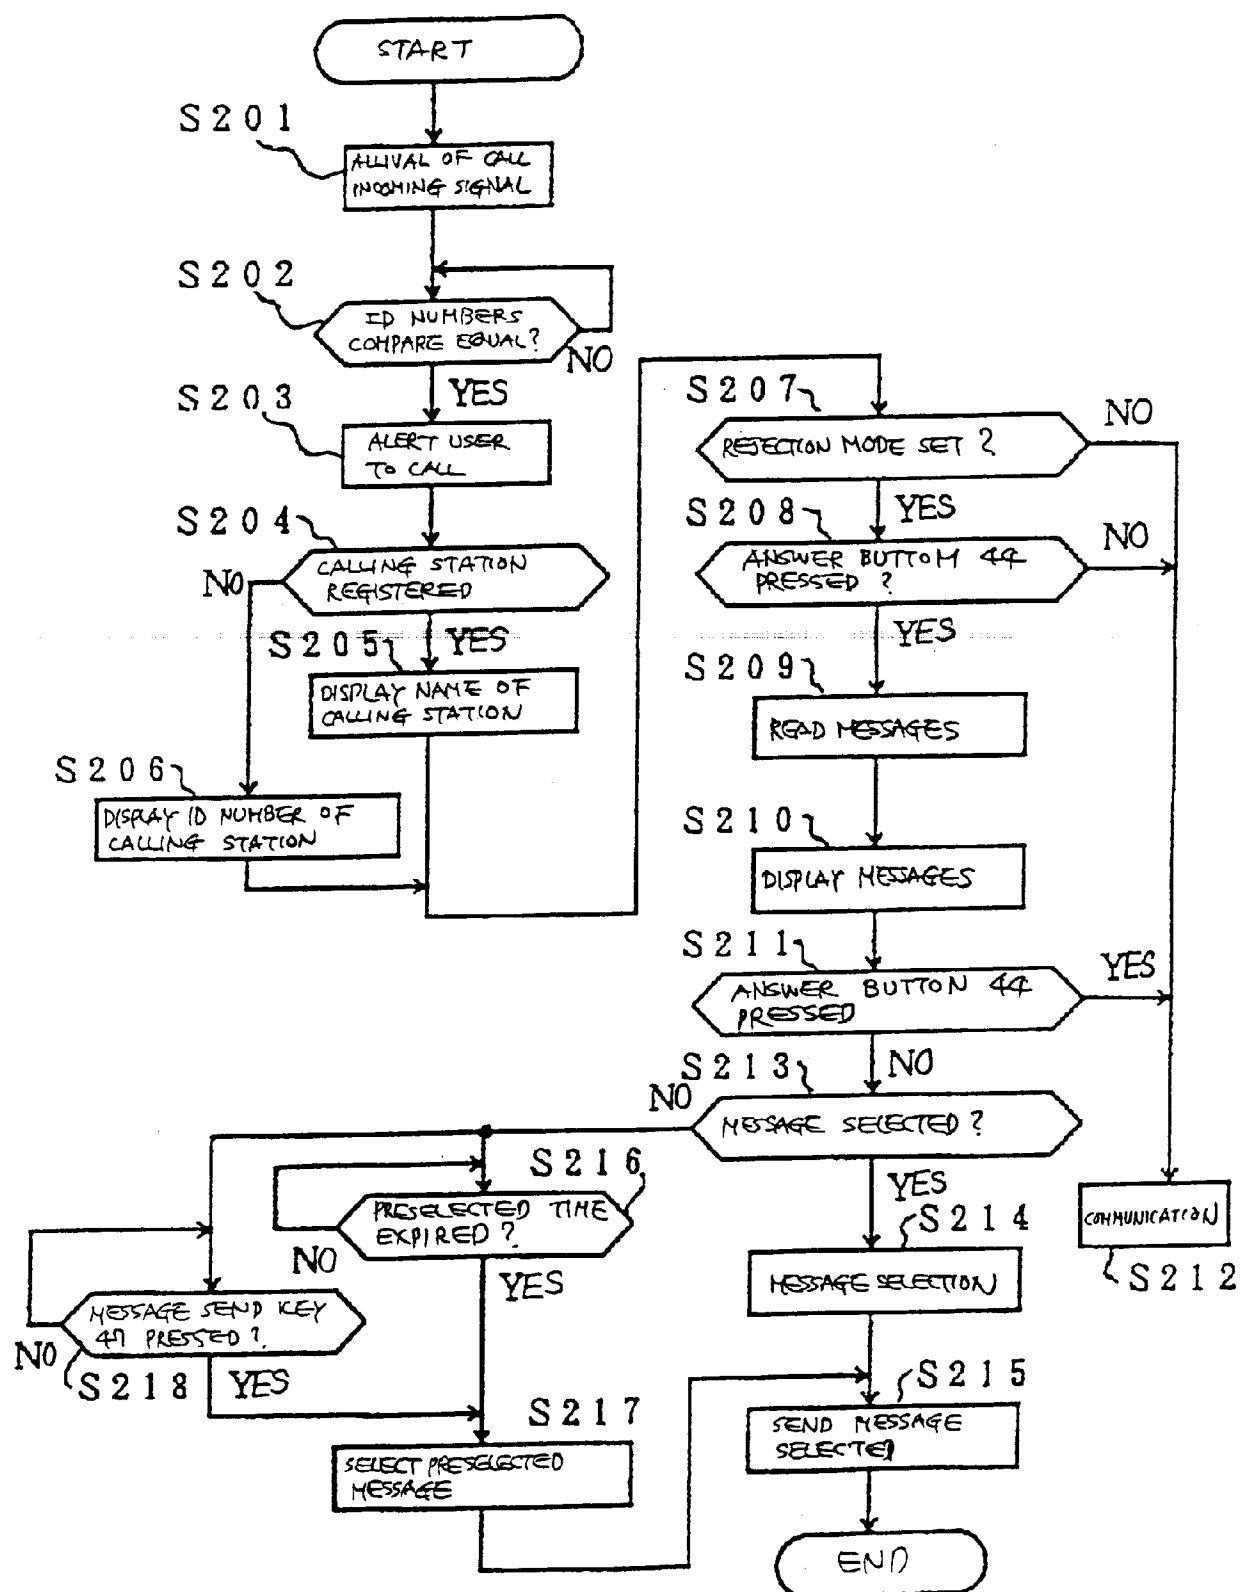 START
S201
ALLIVAL OF CALL
INCOMING SIGNAL
S202
ID NUMBERS
COMPARE EQUAL?
NO
YES
S203
ALERT USER
TO CALL
S204
CALLING STATION
REGISTERED
NO
YES
S205
DISPLAY NAME OF
CALLING STATION
S206
DISPLAY ID NUMBER OF
CALLING STATION
S207
REJECTION MODE SET ?
NO
YES
S208
ANSWER BUTTOM 44
PRESSED ?
NO
YES
S209
READ MESSAGES
S210
DISPLAY MESSAGES
S211
ANSWER BUTTON 44
PRESSED
YES
NO
S213
MESSAGE SELECTED ?
NO
YES
S214
MESSAGE SELECTION
COMMUNICATION
S212
S216
PRESELECTED TIME
EXPIRED ?
NO
YES
MESSAGE SEND KEY
47 PRESSED ?
NO
S218
YES
S217
SELECT PRESELECTED
MESSAGE
S215
SEND MESSAGE
SELECTED
END